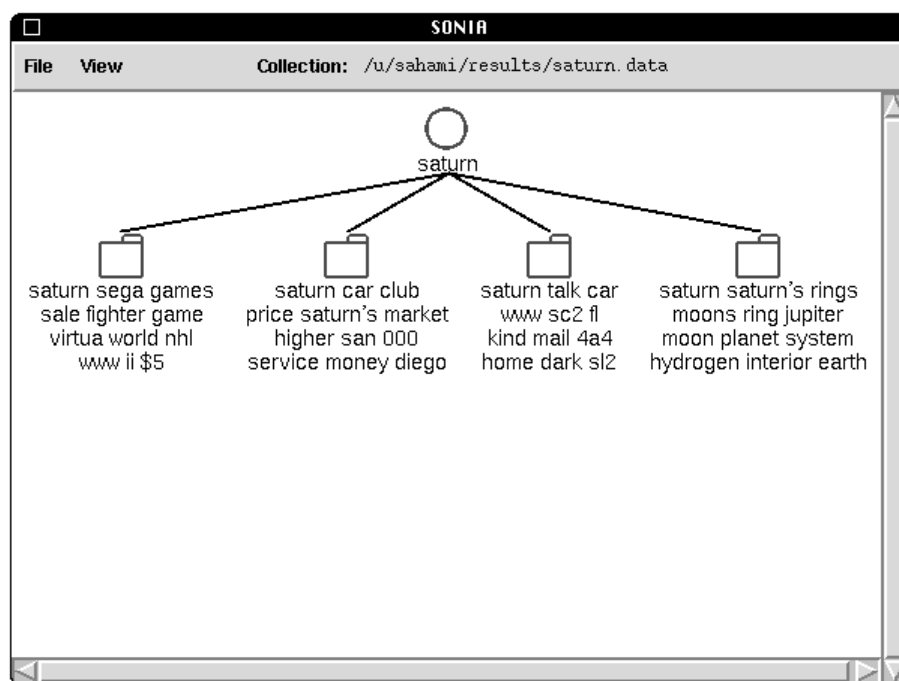 SONIA
File View Collection: /u/sahami/results/saturn.data
saturn
saturn sega games
sale fighter game
virtua world nhl
www ii $5
saturn car club
price saturn's market
higher san 000
service money diego
saturn talk car
www sc2 fl
kind mail 4a4
home dark sl2
saturn saturn's rings
moons ring jupiter
moon planet system
hydrogen interior earth